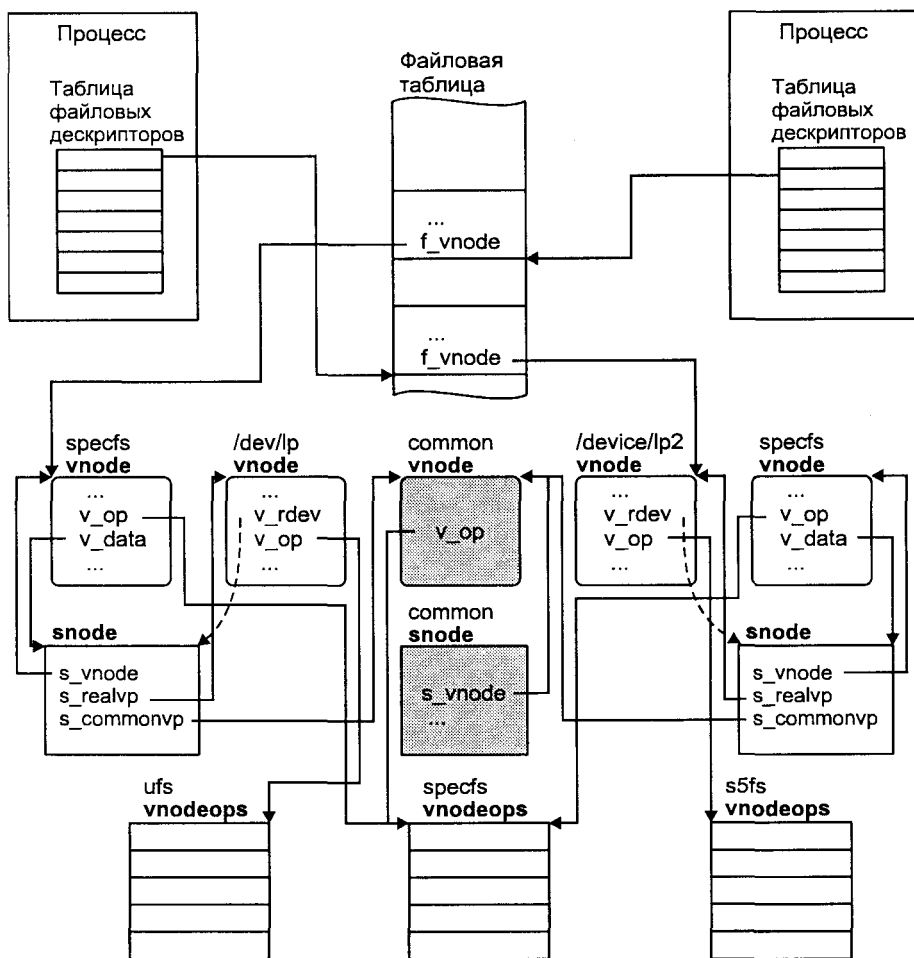 Процесс
Таблица
файловых
дескрипторов
Файловая
таблица
Процесс
Таблица
файловых
дескрипторов
...
f_vnode
...
f_vnode
specfs
vnode
...
v_op
v_data
...
/dev/lp
vnode
...
v_rdev
v_op
...
common
vnode
v_op
/device/lp2
vnode
...
v_rdev
v_op
...
specfs
vnode
...
v_op
v_data
...
snode
s_vnode
s_realvp
s_commonvp
common
snode
s_vnode
...
snode
s_vnode
s_realvp
s_commonvp
ufs
vnodeops
specfs
vnodeops
s5fs
vnodeops